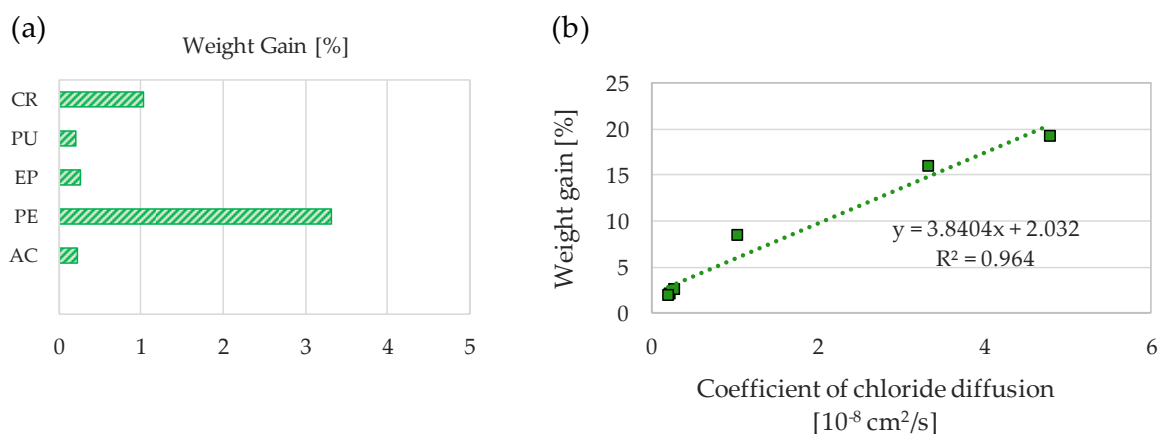 (a)
Weight Gain [%]
CR
PU
EP
PE
AC
0 1 2 3 4 5
(b)
Weight gain [%]
25
20
15
10
5
0
y = 3.8404x + 2.032
R² = 0.964
0 2 4 6
Coefficient of chloride diffusion
[10⁻⁸ cm²/s]